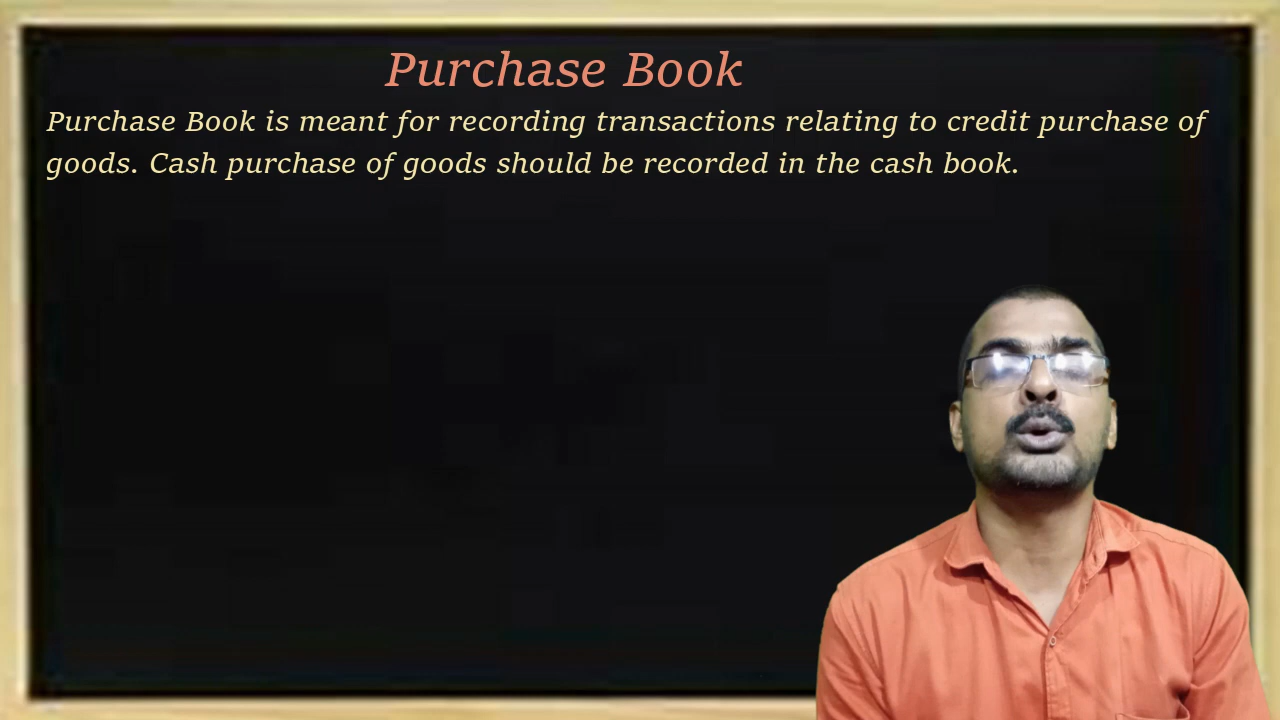 Purchase Book
Purchase Book is meant for recording transactions relating to credit purchase of
goods. Cash purchase of goods should be recorded in the cash book.